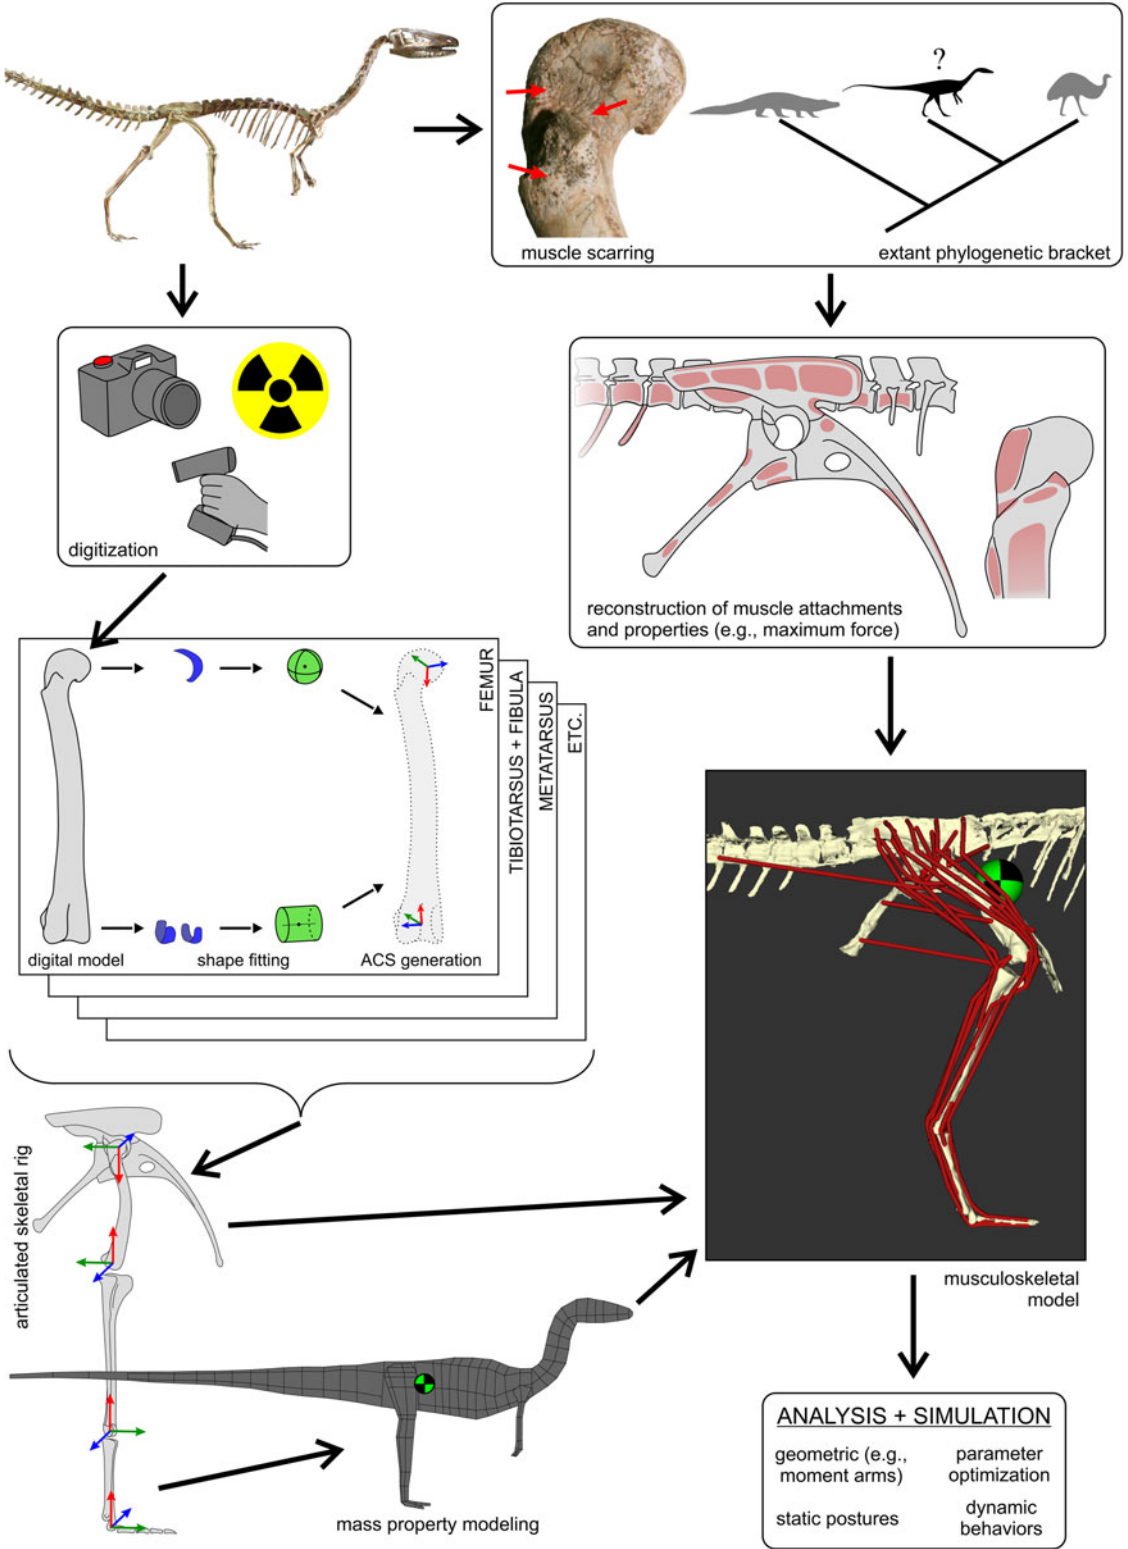 ?
muscle scarring
extant phylogenetic bracket
digitization
reconstruction of muscle attachments
and properties (e.g., maximum force)
FEMUR
TIBIOTARSUS + FIBULA
METATARSUS
ETC.
digital model
shape fitting
ACS generation
articulated skeletal rig
musculoskeletal
model
mass property modeling
ANALYSIS + SIMULATION
geometric (e.g.,
moment arms)
parameter
optimization
static postures
dynamic
behaviors